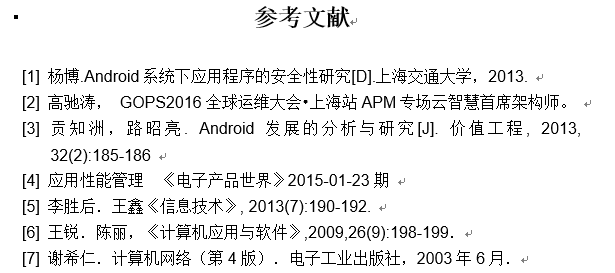 参考文献
[1] 杨博.Android 系统下应用程序的安全性研究[D].上海交通大学，2013.
[2] 高驰涛， GOPS2016 全球运维大会•上海站 APM 专场云智慧首席架构师。
[3] 贡知洲，路昭亮. Android 发展的分析与研究[J]. 价值工程, 2013,
32(2):185-186
[4] 应用性能管理 《电子产品世界》2015-01-23 期
[5] 李胜后．王鑫《信息技术》, 2013(7):190-192.
[6] 王锐．陈丽，《计算机应用与软件》,2009,26(9):198-199．
[7] 谢希仁．计算机网络（第 4 版）．电子工业出版社，2003 年 6 月．